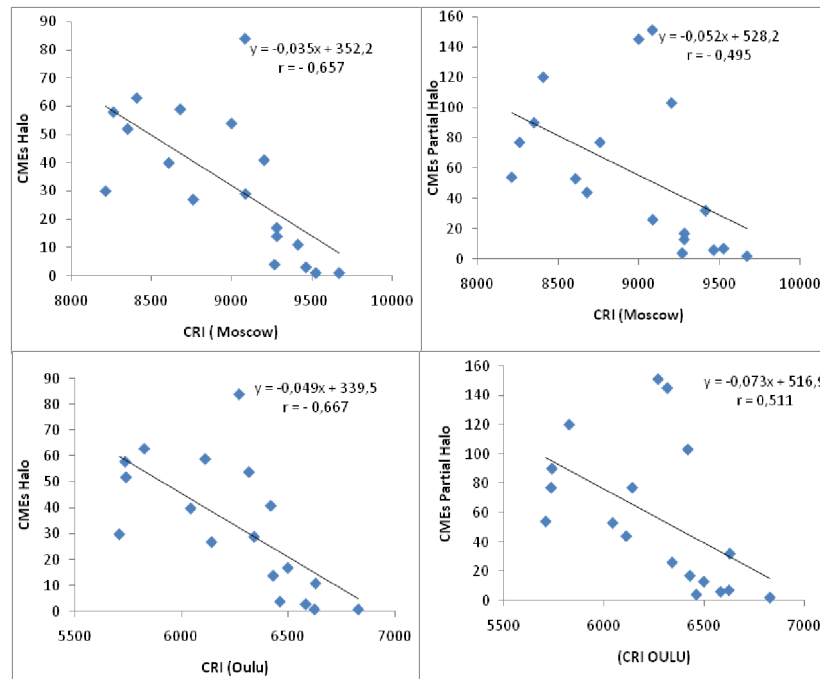 90
80
70
60
50
40
30
20
10
0
CMEs Halo
y = -0,035x + 352,2
r = - 0,657
8000 8500 9000 9500 10000
CRI ( Moscow)
160
140
120
100
80
60
40
20
0
CMEs Partial Halo
y = -0,052x + 528,2
r = - 0,495
8000 8500 9000 9500 10000
CRI (Moscow)
90
80
70
60
50
40
30
20
10
0
CMEs Halo
y = -0,049x + 339,5
r = - 0,667
5500 6000 6500 7000
CRI (Oulu)
160
140
120
100
80
60
40
20
0
CMEs Partial Halo
y = -0,073x + 516,9
r = 0,511
5500 6000 6500 7000
(CRI OULU)